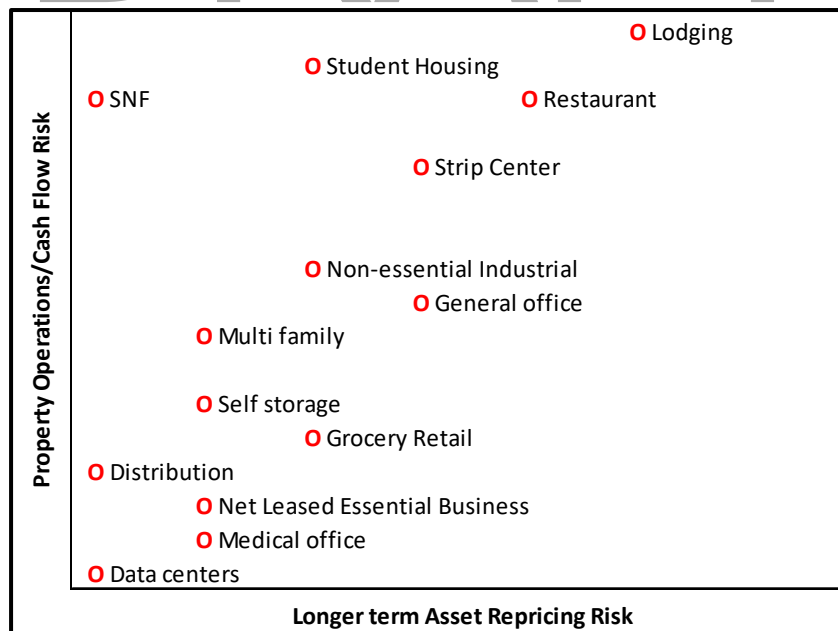 O Lodging
O Student Housing
O SNF
O Restaurant
O Strip Center
O Non-essential Industrial
O General office
O Multi family
O Self storage
O Grocery Retail
O Distribution
O Net Leased Essential Business
O Medical office
O Data centers
Property Operations/Cash Flow Risk
Longer term Asset Repricing Risk